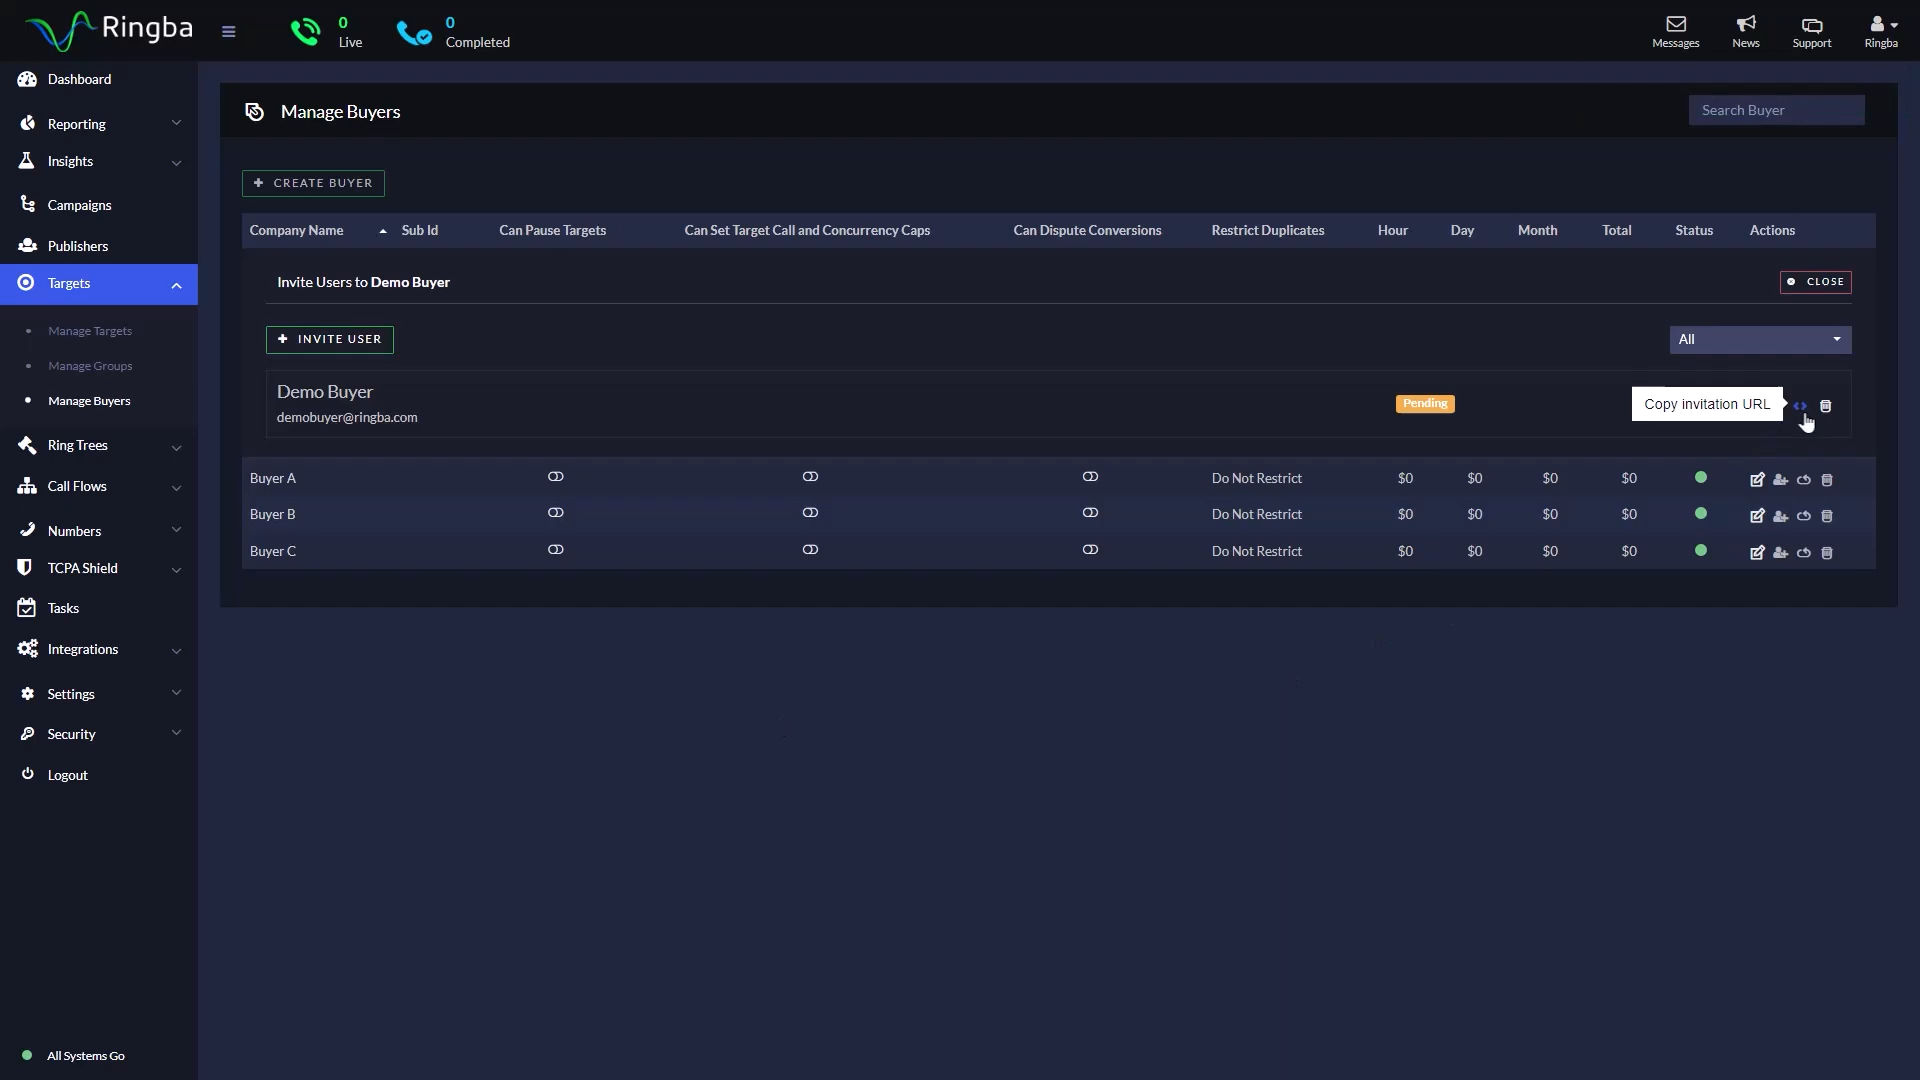 Ringba
0
Live
0
Completed
Messages
News
Support
Ringba
Dashboard
Reporting
Insights
Campaigns
Publishers
Targets
Manage Targets
Manage Groups
Manage Buyers
Ring Trees
Call Flows
Numbers
TCPA Shield
Tasks
Integrations
Settings
Security
Logout
All Systems Go
Manage Buyers
Search Buyer
CREATE BUYER
Company Name Sub Id Can Pause Targets Can Set Target Call and Concurrency Caps Can Dispute Conversions Restrict Duplicates Hour Day Month Total Status Actions
Invite Users to Demo Buyer
CLOSE
INVITE USER
All
Demo Buyer
demobuyer@ringba.com
Pending
Copy invitation URL
Buyer A Do Not Restrict $0 $0 $0 $0
Buyer B Do Not Restrict $0 $0 $0 $0
Buyer C Do Not Restrict $0 $0 $0 $0